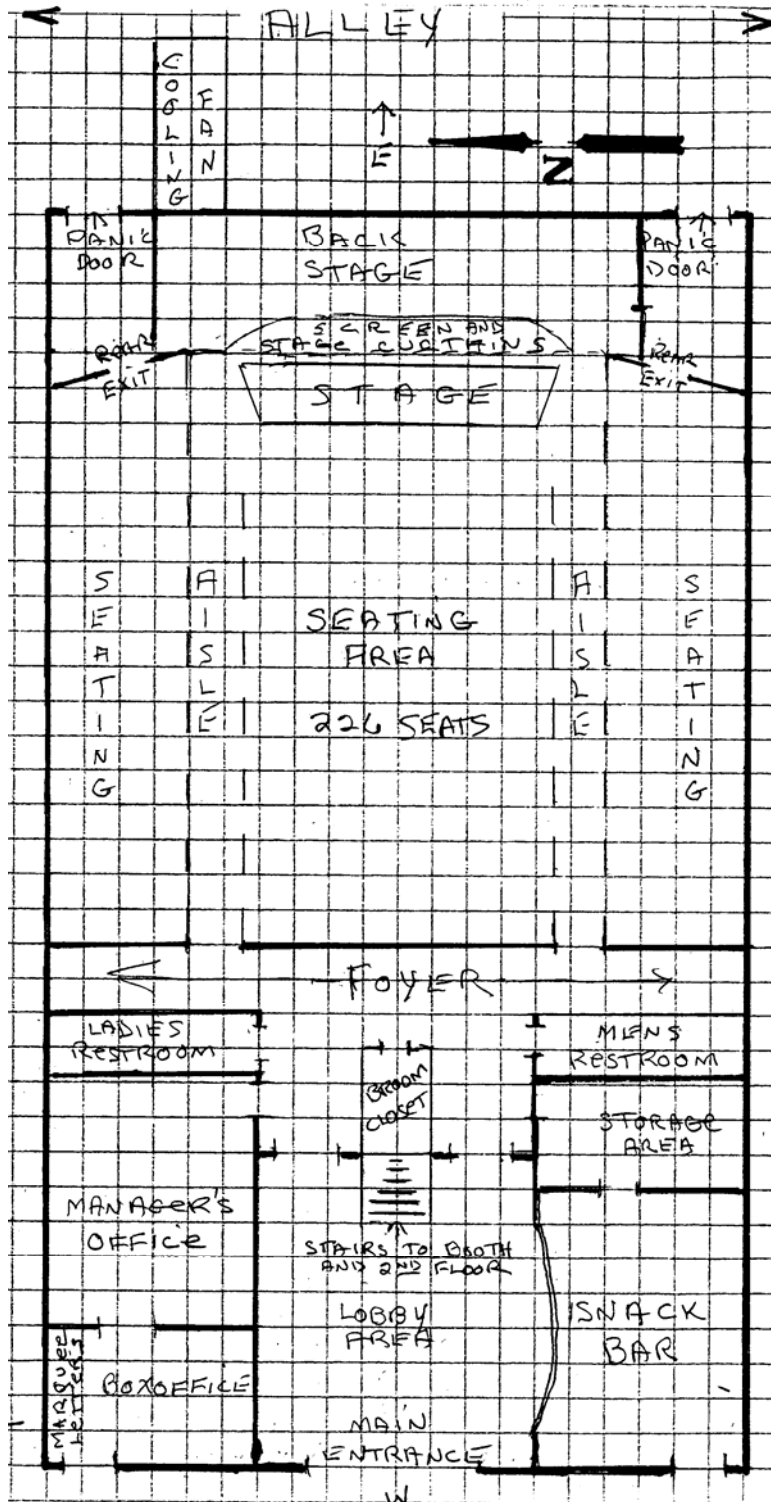 ALLEY
COOLING
FAN
E
N
PANIC
DOOR
BACK
STAGE
PANIC
DOOR
SCREEN AND
STAGE CURTAINS
REAR
EXIT
STAGE
REAR
EXIT
SEATING
AISLE
SEATING
AREA
226 SEATS
AISLE
SEATING
FOYLER
LADIES
RESTROOM
MENS
RESTROOM
BROOM
CLOSET
STORAGE
AREA
MANAGER'S
OFFICE
STAIRS TO BOOTH
AND 2ND FLOOR
LOBBY
AREA
SNACK
BAR
MARQUEE
LETTERS
BOXOFFICE
MAIN
ENTRANCE
W